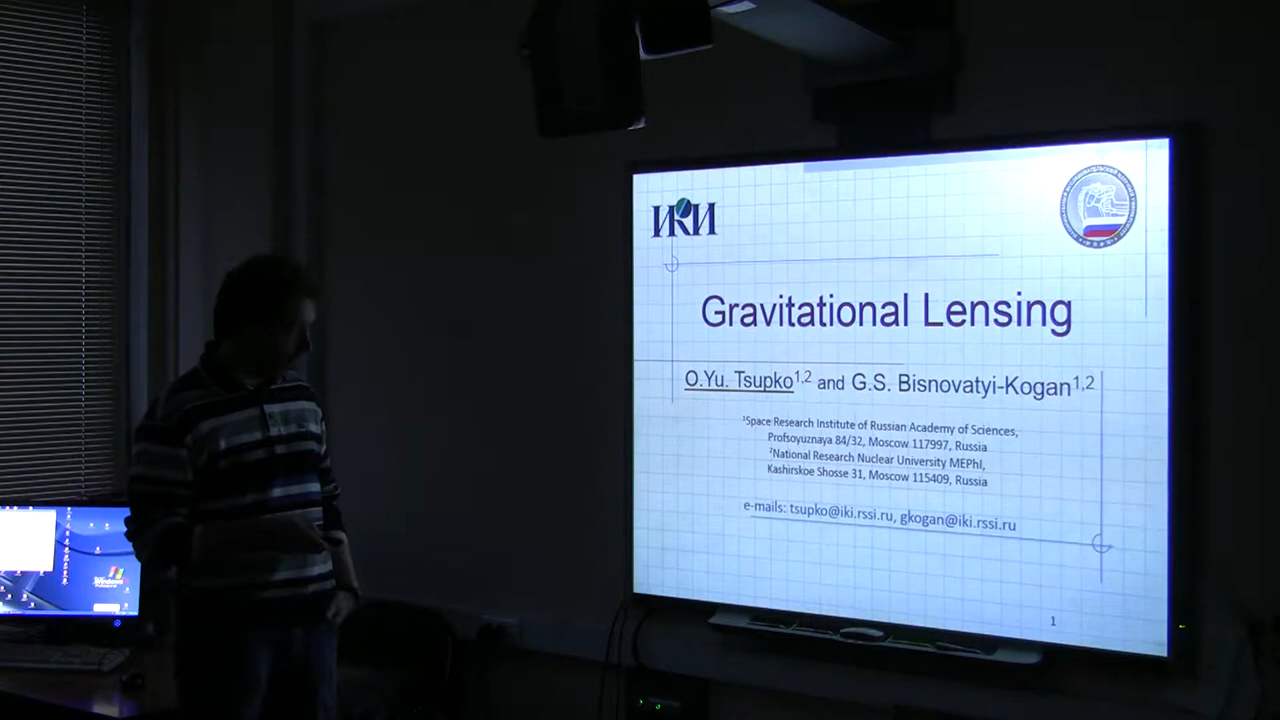 ИКИ
Gravitational Lensing
O.Yu. Tsupko1,2 and G.S. Bisnovatyi-Kogan1,2
1Space Research Institute of Russian Academy of Sciences,
Profsoyuznaya 84/32, Moscow 117997, Russia
2National Research Nuclear University MEPhI,
Kashirskoe Shosse 31, Moscow 115409, Russia
e-mails: tsupko@iki.rssi.ru, gkogan@iki.rssi.ru
1
Windows